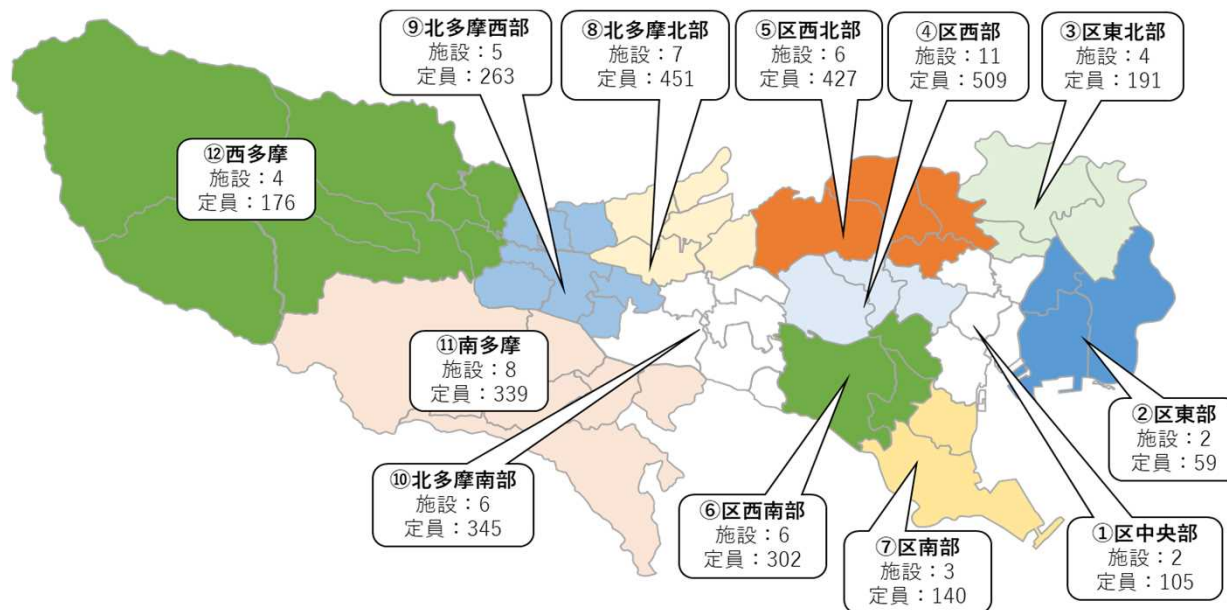 ⑨北多摩西部
施設：5
定員：263
⑧北多摩北部
施設：7
定員：451
⑤区西北部
施設：6
定員：427
④区西部
施設：11
定員：509
③区東北部
施設：4
定員：191
⑫西多摩
施設：4
定員：176
⑪南多摩
施設：8
定員：339
②区東部
施設：2
定員：59
⑩北多摩南部
施設：6
定員：345
⑥区西南部
施設：6
定員：302
⑦区南部
施設：3
定員：140
①区中央部
施設：2
定員：105